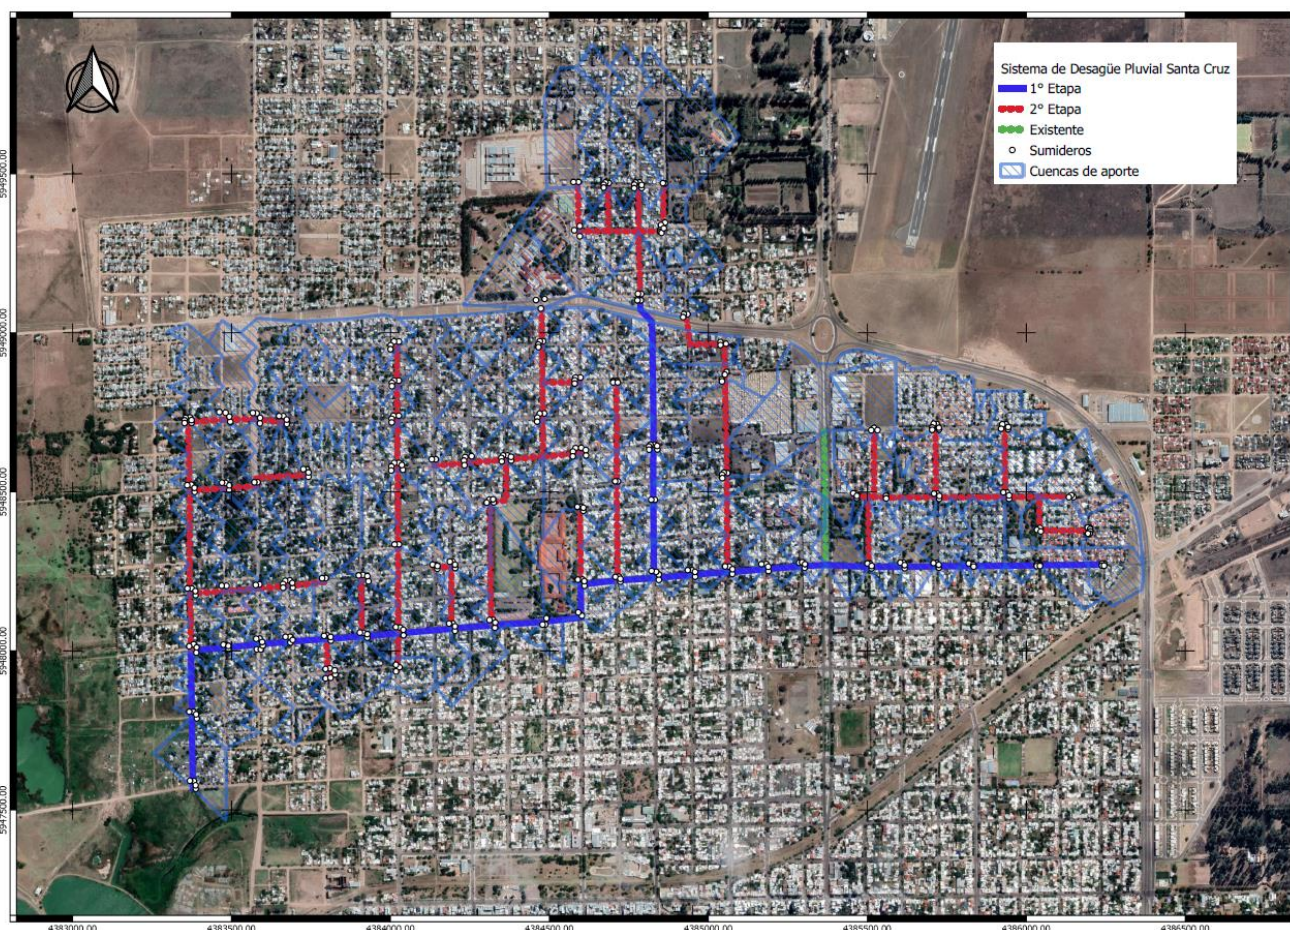 Sistema de Desagüe Pluvial Santa Cruz
1° Etapa
2° Etapa
Existente
Sumideros
Cuencas de aporte
5949500.00
5949000.00
5948500.00
5948000.00
5947500.00
4383000.00
4383500.00
4384000.00
4384500.00
4385000.00
4385500.00
4386000.00
4386500.00